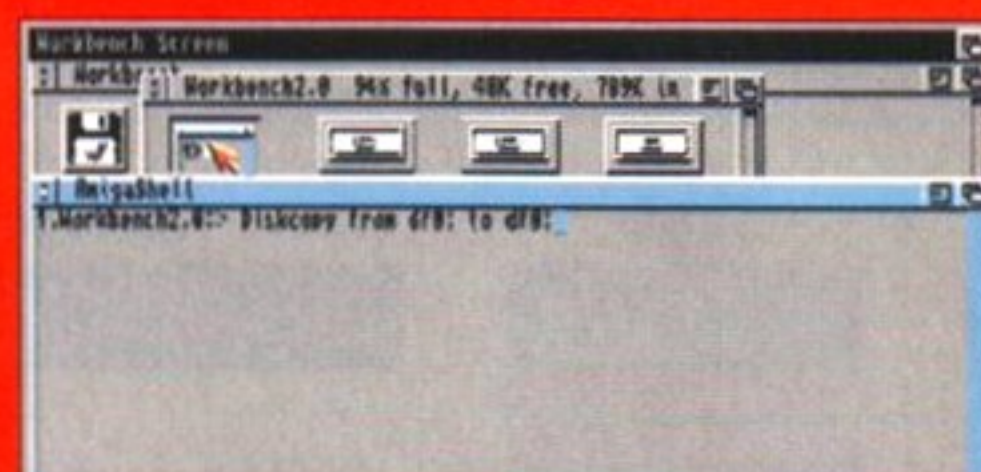 Workbench Screen
Workbench
Workbench2.0 94% full, 48K free, 789K in
AmigaShell
1.Workbench2.0:> Diskcopy from df0: to df0: